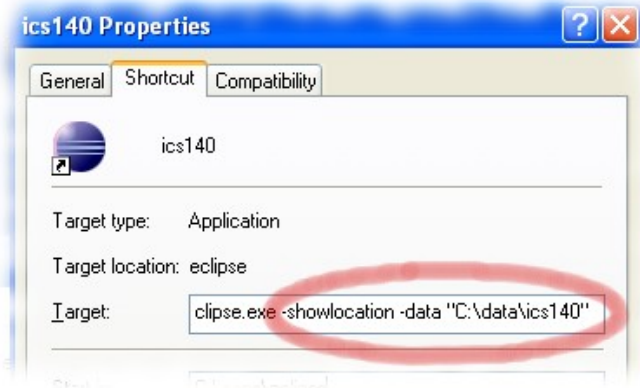 ics140 Properties
General Shortcut Compatibility
ics140
Target type: Application
Target location: eclipse
Target: clipse.exe -showlocation -data "C:\data\ics140"